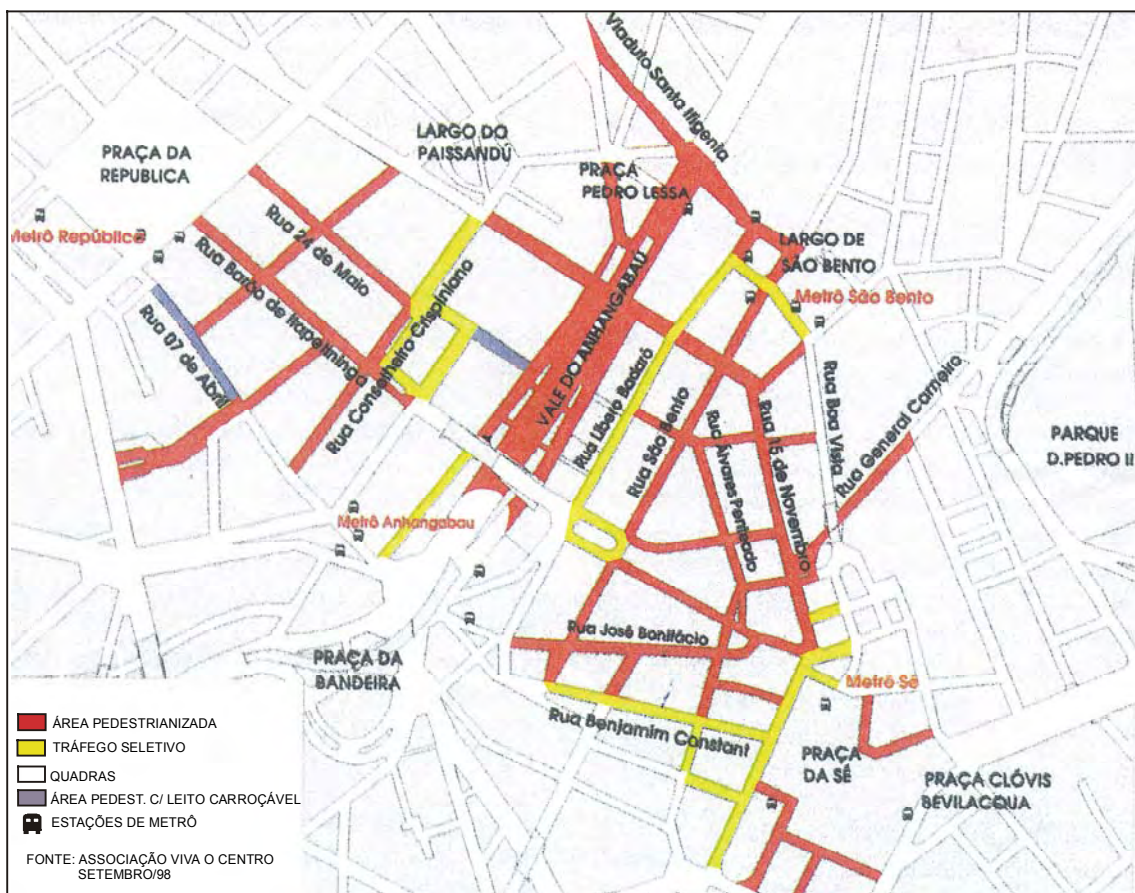 Viaduto Santa Ifigenia
LARGO DO
PAISSANDÚ
PRAÇA DA
REPUBLICA
PRAÇA
PEDRO LESSA
Metrô República
Rua 24 de Maio
Rua Barão de Itapetininga
Rua 07 de Abril
Rua Conselheiro Crispiniano
VALE DO ANHANGABAÚ
LARGO DE
SÃO BENTO
Metrô São Bento
Rua Libero Badaró
Rua São Bento
Rua Álvares Penteado
Rua 15 de Novembro
Rua Boa Vista
Rua General Carneiro
PARQUE
D.PEDRO II
Metrô Anhangabau
Rua José Bonifácio
PRAÇA DA
BANDEIRA
Metrô Sé
Rua Benjamim Constant
PRAÇA
DA SÉ
PRAÇA CLÓVIS
BEVILACQUA
ÁREA PEDESTRIANIZADA
TRÁFEGO SELETIVO
QUADRAS
ÁREA PEDEST. C/ LEITO CARROÇÁVEL
ESTAÇÕES DE METRÔ
FONTE: ASSOCIAÇÃO VIVA O CENTRO
SETEMBRO/98